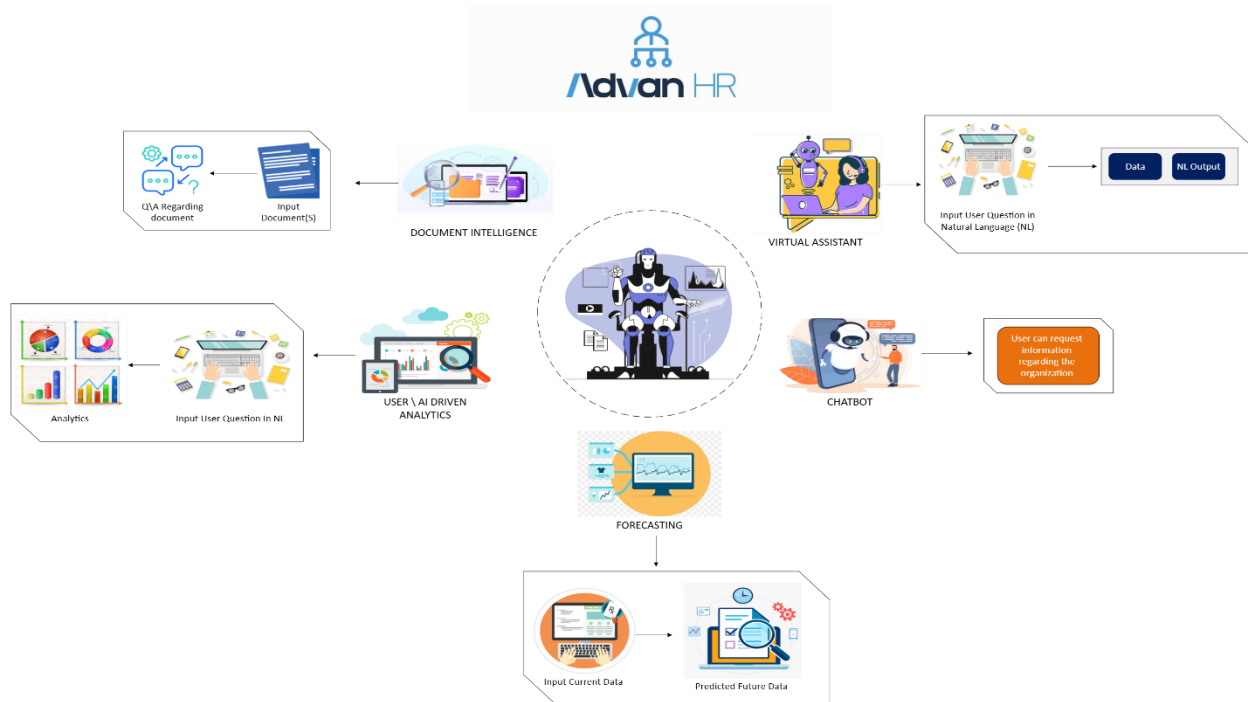 Advan HR
Q\A Regarding
document
Input
Document(S)
DOCUMENT INTELLIGENCE
VIRTUAL ASSISTANT
Input User Question in
Natural Language (NL)
Data
NL Output
Analytics
Input User Question In NL
USER \ AI DRIVEN
ANALYTICS
CHATBOT
User can request
information
regarding the
organization
FORECASTING
Input Current Data
Predicted Future Data